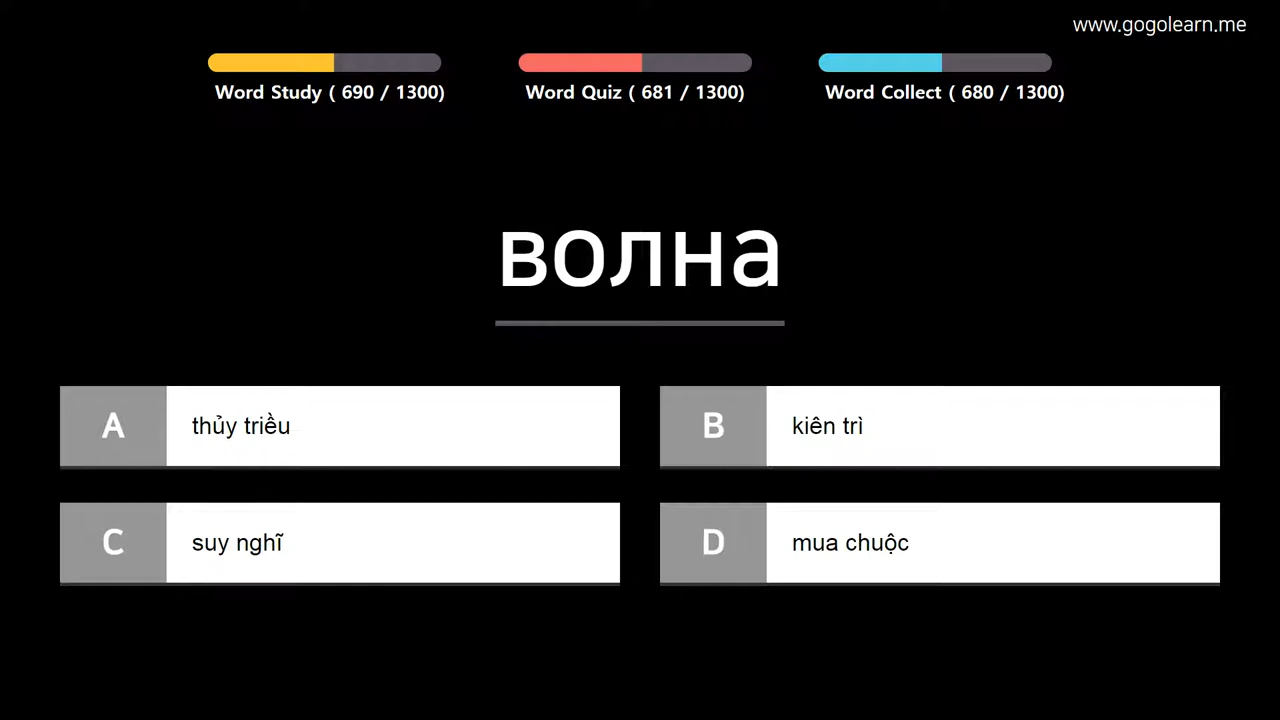 www.gogolearn.me
Word Study ( 690 / 1300)
Word Quiz ( 681 / 1300)
Word Collect ( 680 / 1300)
волна
A thủy triều
B kiên trì
C suy nghĩ
D mua chuộc